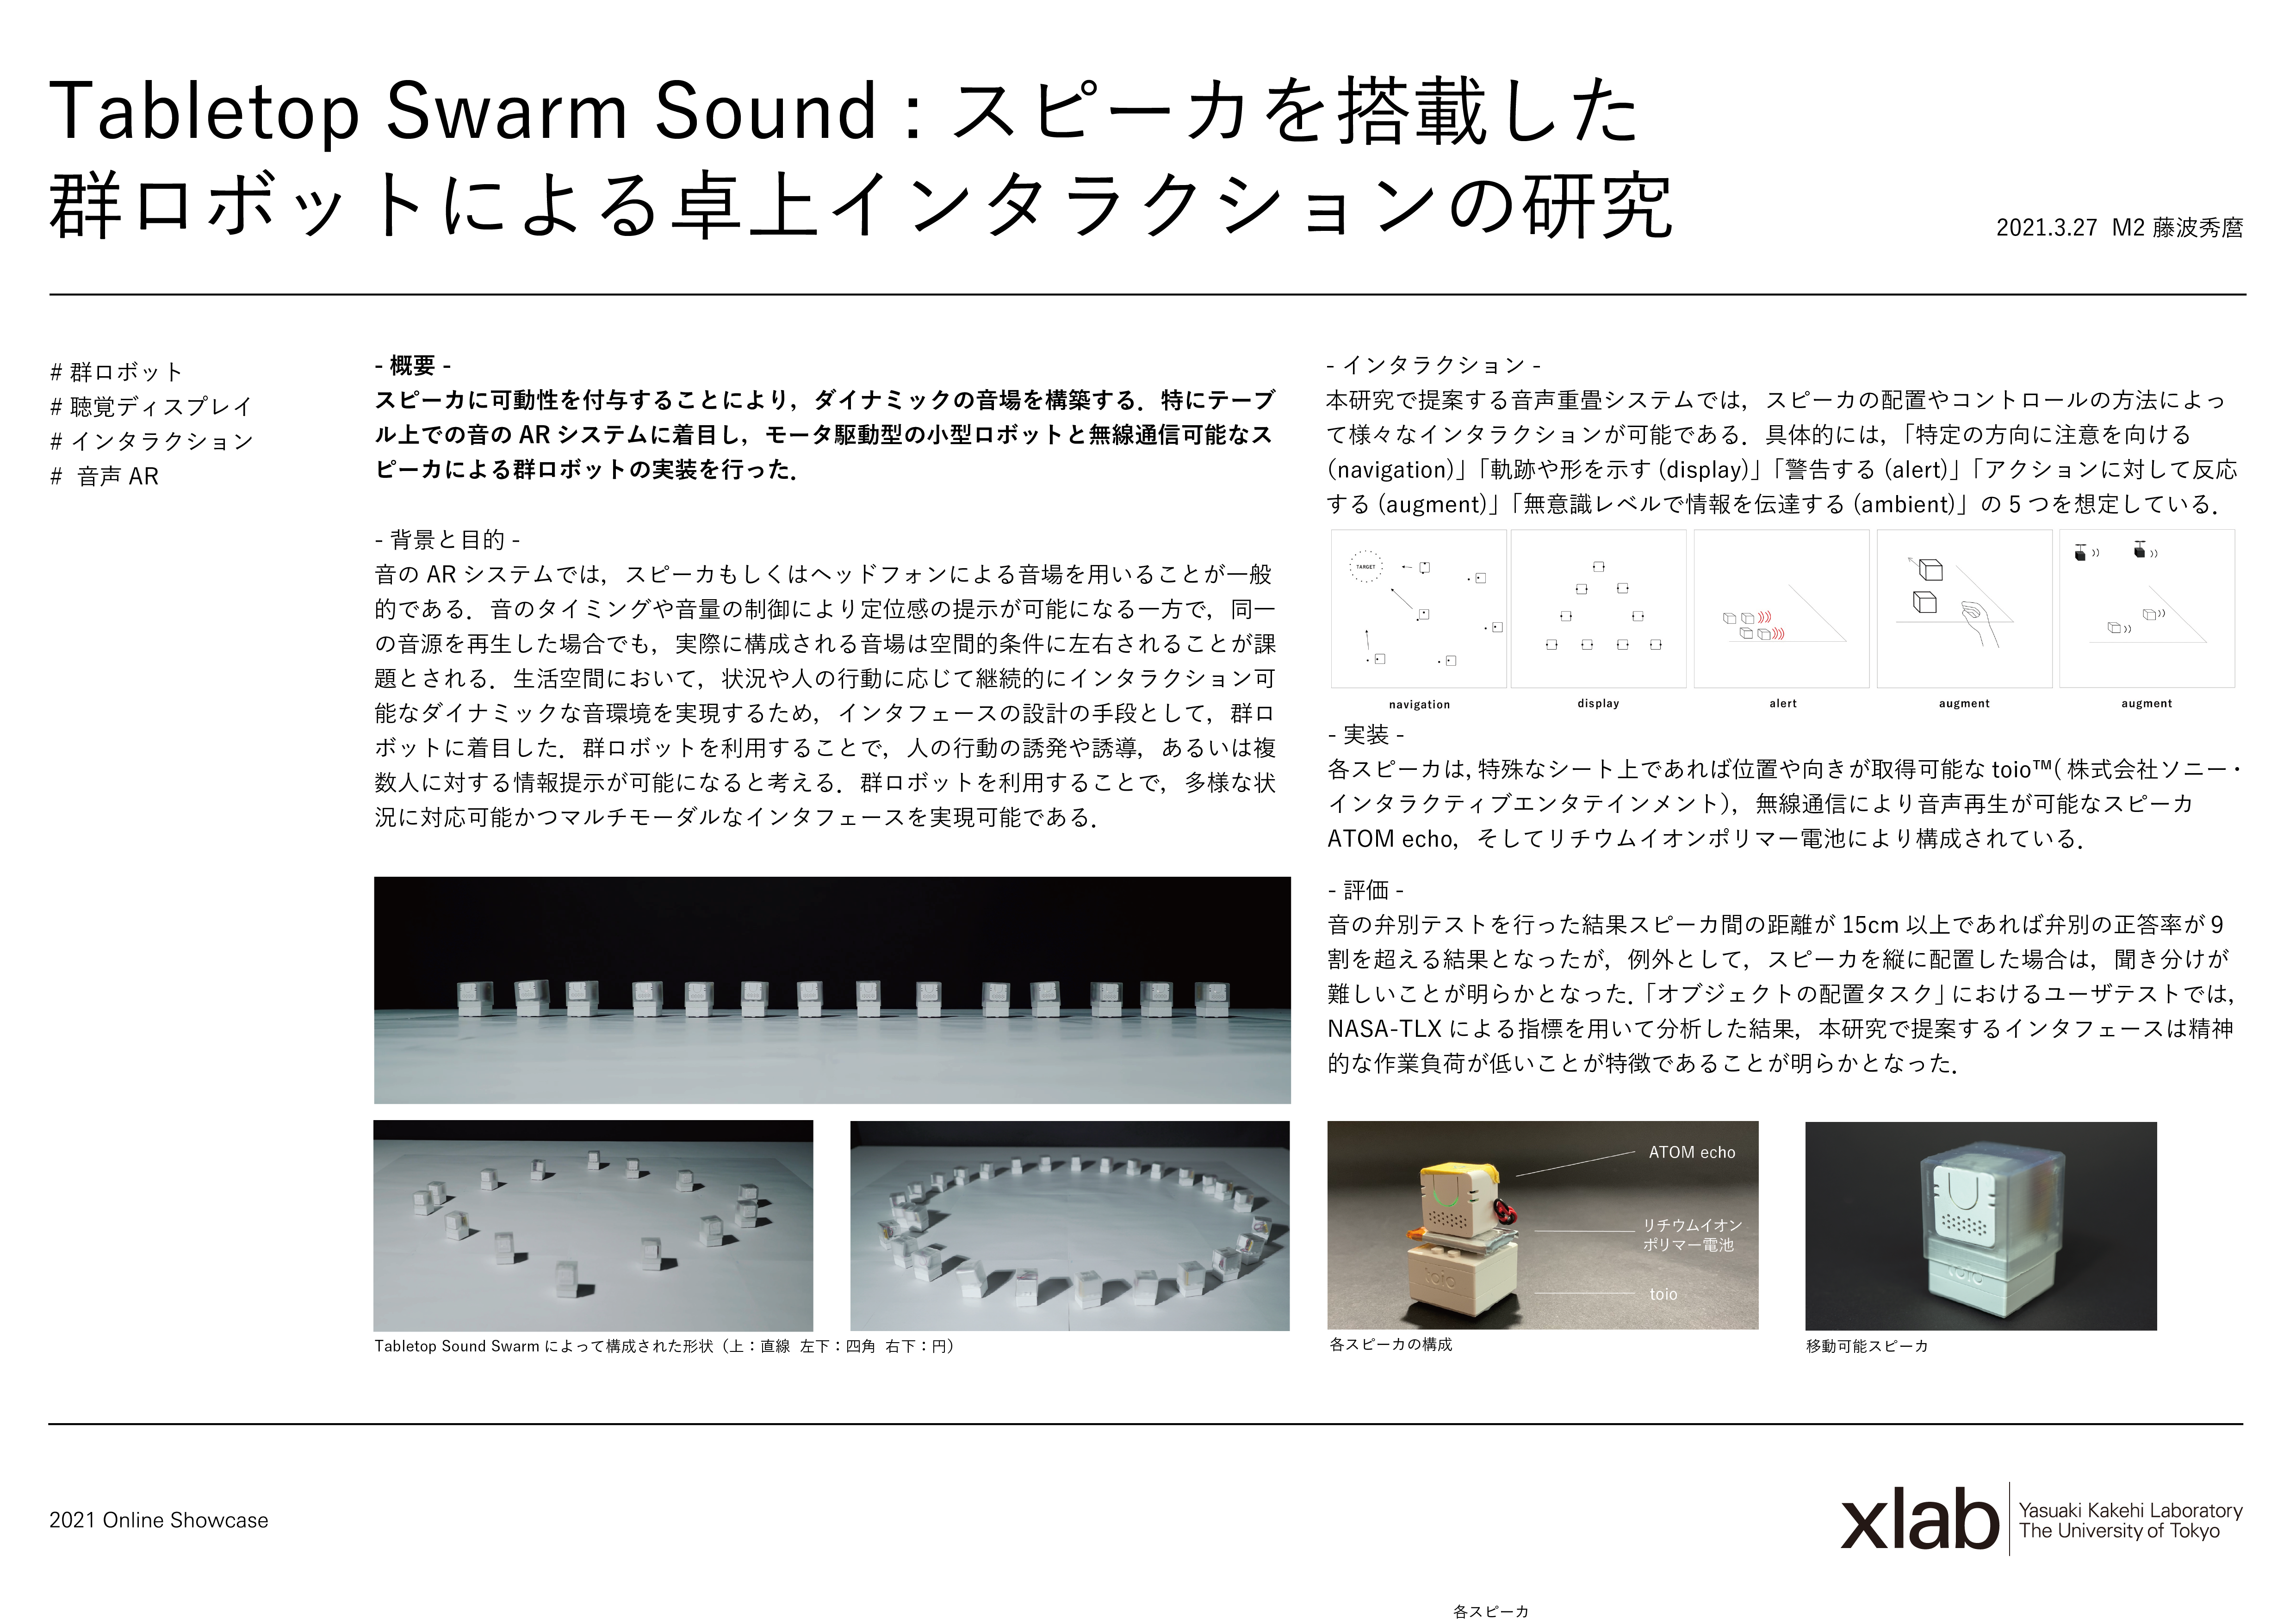 Tabletop Swarm Sound : スピーカを搭載した
群ロボットによる卓上インタラクションの研究
2021.3.27 M2 藤波秀麿
# 群ロボット
# 聴覚ディスプレイ
# インタラクション
# 音声 AR
- 概要 -
スピーカに可動性を付与することにより，ダイナミックの音場を構築する．特にテーブ
ル上での音の AR システムに着目し，モータ駆動型の小型ロボットと無線通信可能なス
ピーカによる群ロボットの実装を行った．
- 背景と目的 -
音の AR システムでは，スピーカもしくはヘッドフォンによる音場を用いることが一般
的である．音のタイミングや音量の制御により定位感の提示が可能になる一方で，同一
の音源を再生した場合でも，実際に構成される音場は空間的条件に左右されることが課
題とされる．生活空間において，状況や人の行動に応じて継続的にインタラクション可
能なダイナミックな音環境を実現するため，インタフェースの設計の手段として，群ロ
ボットに着目した．群ロボットを利用することで，人の行動の誘発や誘導，あるいは複
数人に対する情報提示が可能になると考える．群ロボットを利用することで，多様な状
況に対応可能かつマルチモーダルなインタフェースを実現可能である．
Tabletop Sound Swarm によって構成された形状（上：直線 左下：四角 右下：円）
- インタラクション -
本研究で提案する音声重畳システムでは，スピーカの配置やコントロールの方法によっ
て様々なインタラクションが可能である．具体的には，「特定の方向に注意を向ける
(navigation)」「軌跡や形を示す (display)」「警告する (alert)」「アクションに対して反応
する (augment)」「無意識レベルで情報を伝達する (ambient)」の 5 つを想定している．
TARGET
navigation
display
alert
augment
augment
- 実装 -
各スピーカは, 特殊なシート上であれば位置や向きが取得可能な toio™( 株式会社ソニー・
インタラクティブエンタテインメント），無線通信により音声再生が可能なスピーカ
ATOM echo，そしてリチウムイオンポリマー電池により構成されている．
- 評価 -
音の弁別テストを行った結果スピーカ間の距離が 15cm 以上であれば弁別の正答率が 9
割を超える結果となったが，例外として，スピーカを縦に配置した場合は，聞き分けが
難しいことが明らかとなった．「オブジェクトの配置タスク」におけるユーザテストでは，
NASA-TLX による指標を用いて分析した結果，本研究で提案するインタフェースは精神
的な作業負荷が低いことが特徴であることが明らかとなった．
ATOM echo
リチウムイオン
ポリマー電池
toio
toio
各スピーカの構成
toio
移動可能スピーカ
2021 Online Showcase
xlab
Yasuaki Kakehi Laboratory
The University of Tokyo
各スピーカ